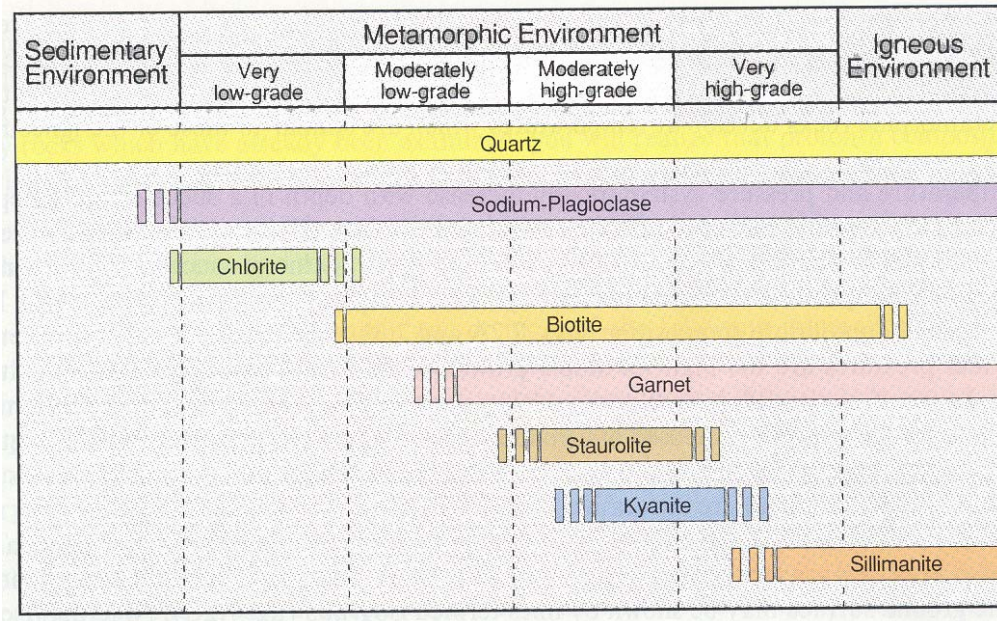 Sedimentary
Environment
Metamorphic Environment
Igneous
Environment
Very
low-grade
Moderately
low-grade
Moderately
high-grade
Very
high-grade
Quartz
Sodium-Plagioclase
Chlorite
Biotite
Garnet
Staurolite
Kyanite
Sillimanite